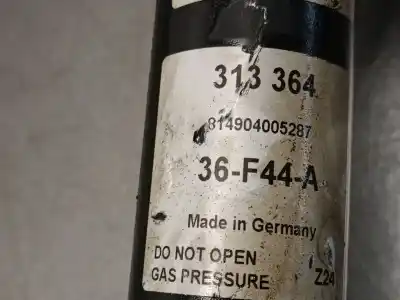 313 364
814904005287
36-F44-A
Made in Germany
DO NOT OPEN
GAS PRESSURE Z24